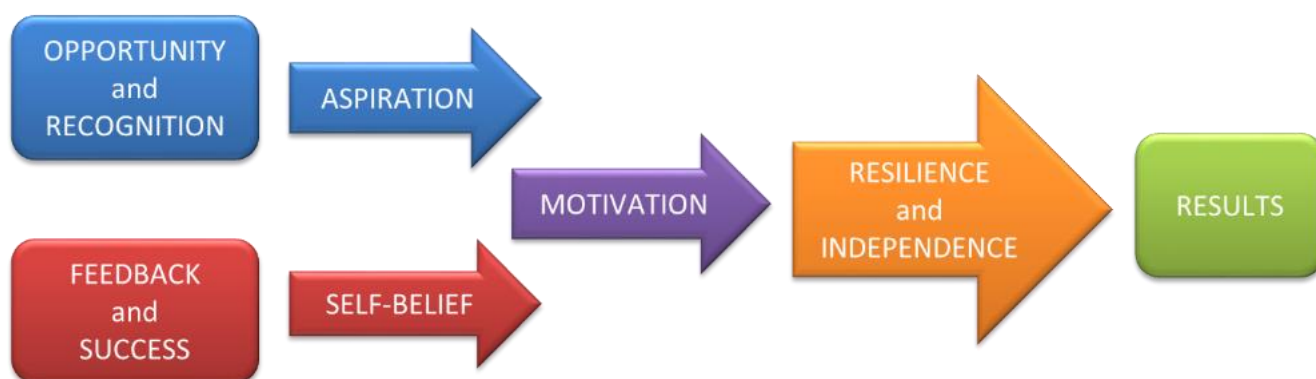 OPPORTUNITY
and
RECOGNITION
ASPIRATION
FEEDBACK
and
SUCCESS
SELF-BELIEF
MOTIVATION
RESILIENCE
and
INDEPENDENCE
RESULTS